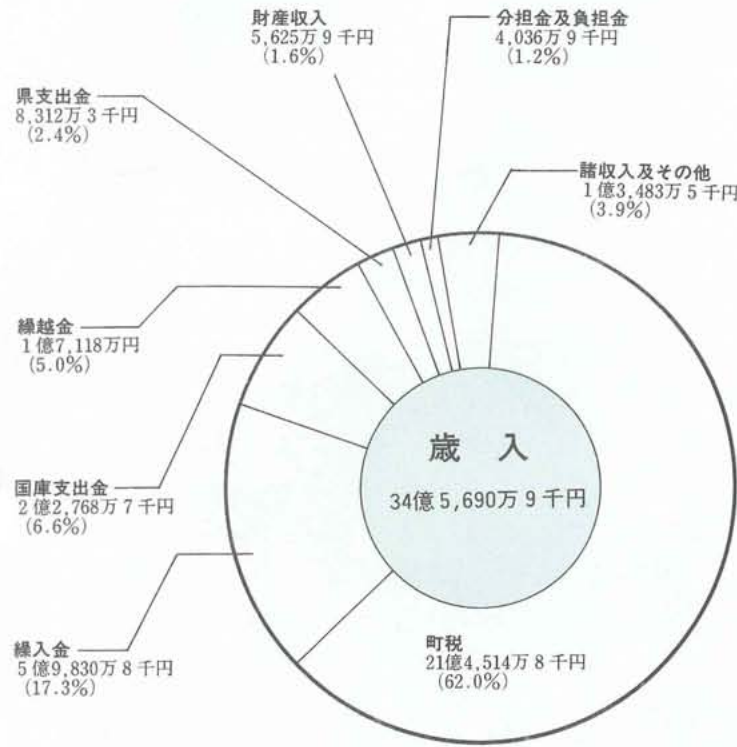 財産収入
5,625万9千円
(1.6%)
分担金及負担金
4,036万9千円
(1.2%)
県支出金
8,312万3千円
(2.4%)
諸収入及その他
1億3,483万5千円
(3.9%)
繰越金
1億7,118万円
(5.0%)
歳入
34億5,690万9千円
国庫支出金
2億2,768万7千円
(6.6%)
繰入金
5億9,830万8千円
(17.3%)
町税
21億4,514万8千円
(62.0%)